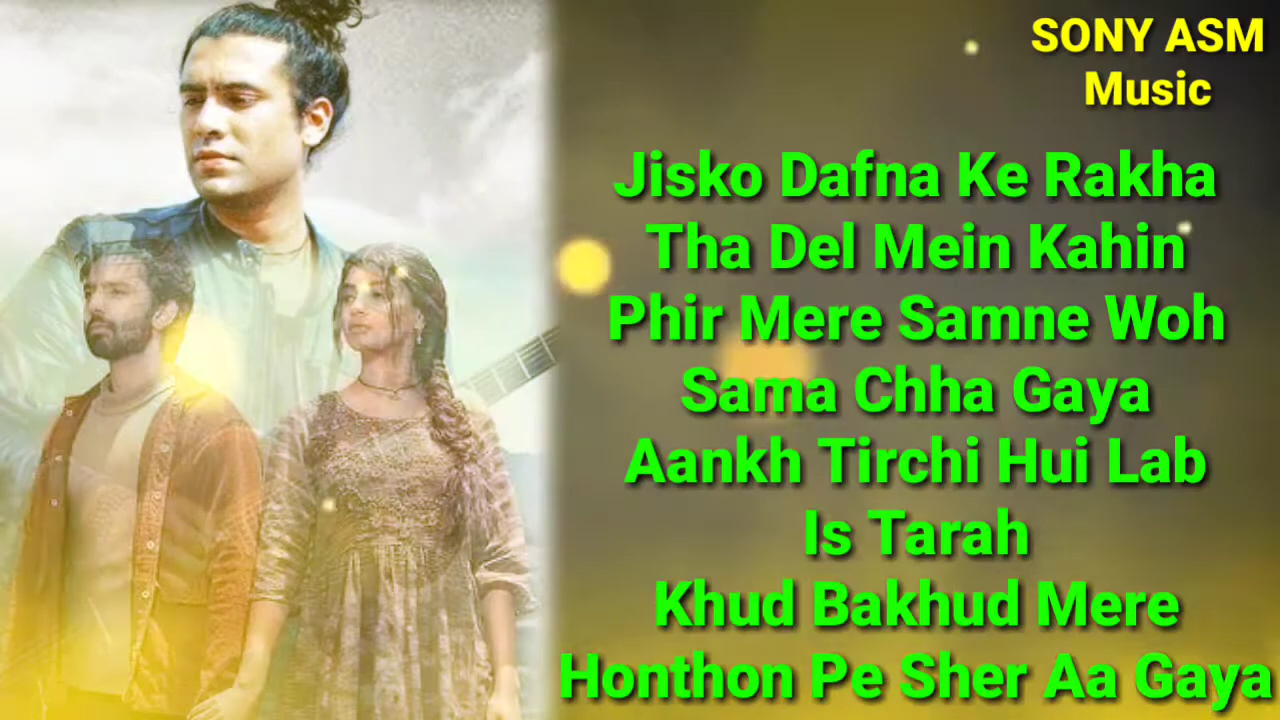 SONY ASM
Music
Jisko Dafna Ke Rakha
Tha Del Mein Kahin
Phir Mere Samne Woh
Sama Chha Gaya
Aankh Tirchi Hui Lab
Is Tarah
Khud Bakhud Mere
Honthon Pe Sher Aa Gaya